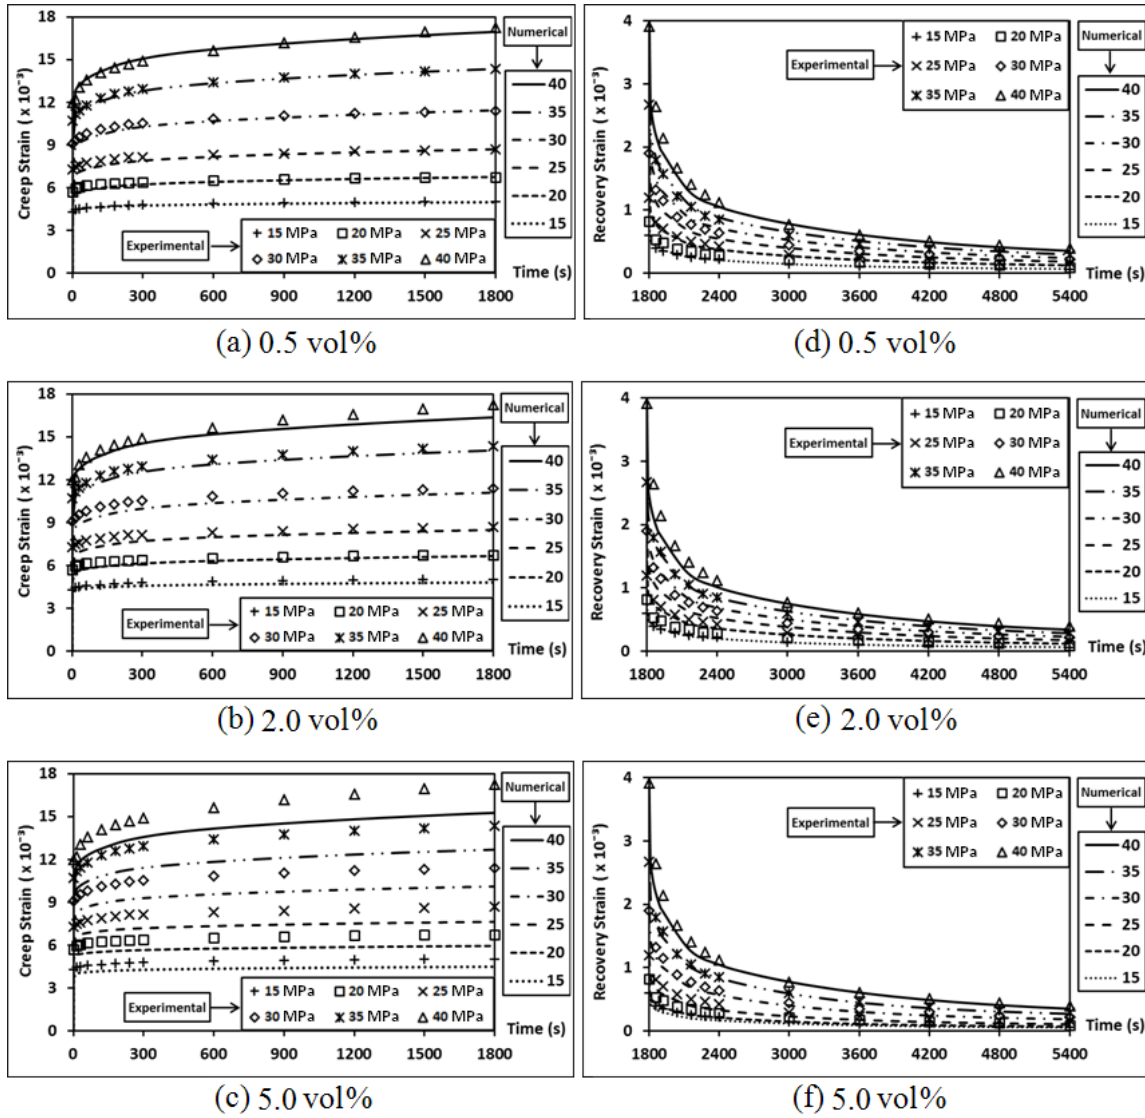 Creep Strain ( x 10⁻³)
18
15
12
9
6
3
0
0 300 600 900 1200 1500 1800
Time (s)
Experimental
15 MPa 20 MPa 25 MPa
30 MPa 35 MPa 40 MPa
Numerical
40
35
30
25
20
15
(a) 0.5 vol%
Recovery Strain ( x 10⁻³)
4
3
2
1
0
1800 2400 3000 3600 4200 4800 5400
Time (s)
Experimental
15 MPa 20 MPa
25 MPa 30 MPa
35 MPa 40 MPa
Numerical
40
35
30
25
20
15
(d) 0.5 vol%
Creep Strain ( x 10⁻³)
18
15
12
9
6
3
0
0 300 600 900 1200 1500 1800
Time (s)
Experimental
15 MPa 20 MPa 25 MPa
30 MPa 35 MPa 40 MPa
Numerical
40
35
30
25
20
15
(b) 2.0 vol%
Recovery Strain ( x 10⁻³)
4
3
2
1
0
1800 2400 3000 3600 4200 4800 5400
Time (s)
Experimental
15 MPa 20 MPa
25 MPa 30 MPa
35 MPa 40 MPa
Numerical
40
35
30
25
20
15
(e) 2.0 vol%
Creep Strain ( x 10⁻³)
18
15
12
9
6
3
0
0 300 600 900 1200 1500 1800
Time (s)
Experimental
15 MPa 20 MPa 25 MPa
30 MPa 35 MPa 40 MPa
Numerical
40
35
30
25
20
15
(c) 5.0 vol%
Recovery Strain ( x 10⁻³)
4
3
2
1
0
1800 2400 3000 3600 4200 4800 5400
Time (s)
Experimental
15 MPa 20 MPa
25 MPa 30 MPa
35 MPa 40 MPa
Numerical
40
35
30
25
20
15
(f) 5.0 vol%